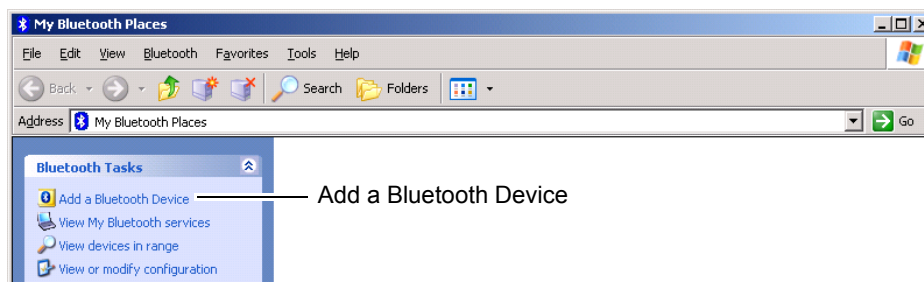 My Bluetooth Places
File Edit View Bluetooth Favorites Tools Help
Back Search Folders
Address My Bluetooth Places Go
Bluetooth Tasks
Add a Bluetooth Device Add a Bluetooth Device
View My Bluetooth services
View devices in range
View or modify configuration